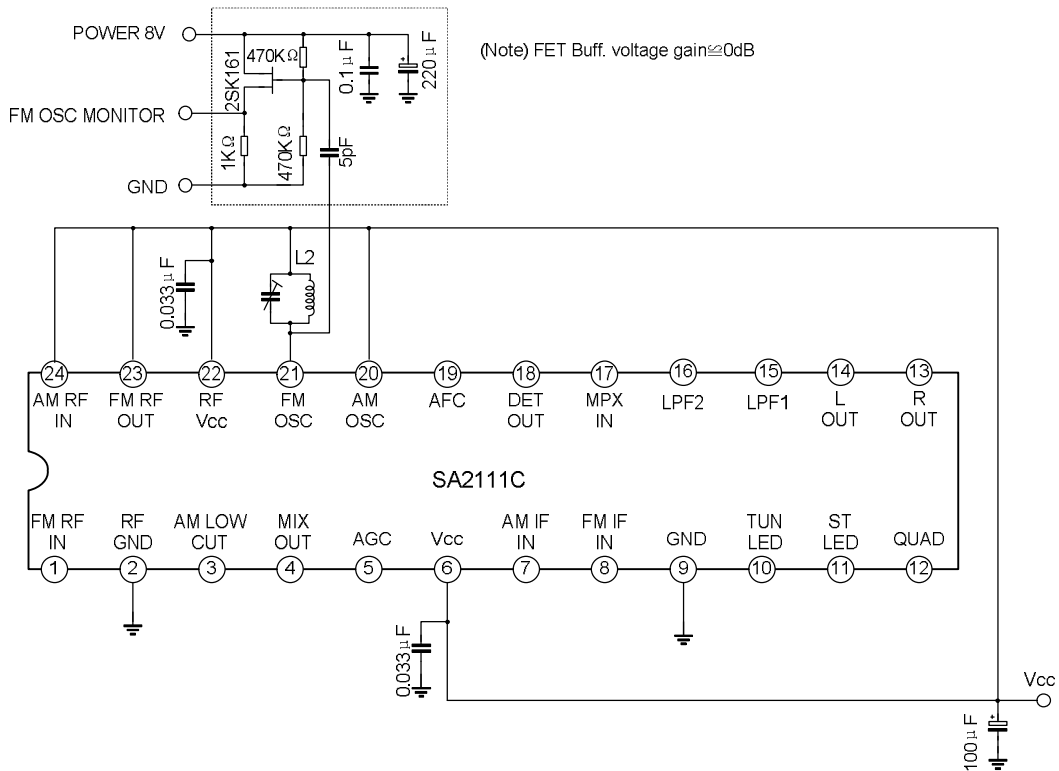 POWER 8V
(Note) FET Buff. voltage gain≦0dB
2SK161
470KΩ
0.1μF
220μF
+
FM OSC MONITOR
1KΩ
470KΩ
5pF
GND
L2
0.033μF
24 23 22 21 20 19 18 17 16 15 14 13
AM RF IN
FM RF OUT
RF Vcc
FM OSC
AM OSC
AFC
DET OUT
MPX IN
LPF2
LPF1
L OUT
R OUT
SA2111C
FM RF IN
RF GND
AM LOW CUT
MIX OUT
AGC
Vcc
AM IF IN
FM IF IN
GND
TUN LED
ST LED
QUAD
1 2 3 4 5 6 7 8 9 10 11 12
0.033μF
Vcc
+
100μF